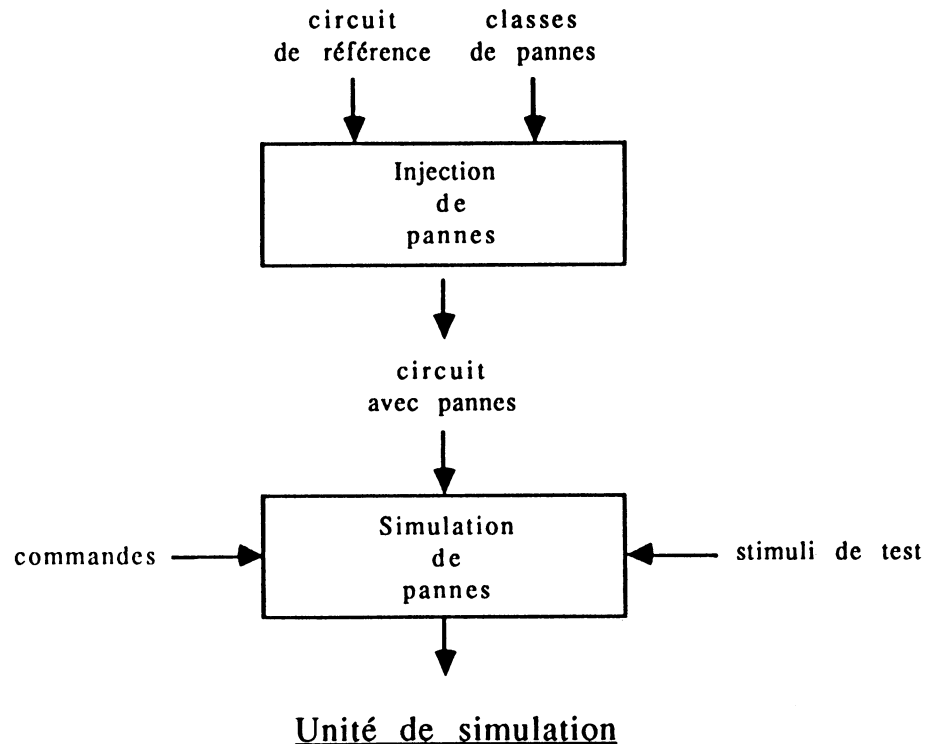 circuit
de référence
classes
de pannes
Injection
de
pannes
circuit
avec pannes
Simulation
de
pannes
commandes
stimuli de test
Unité de simulation